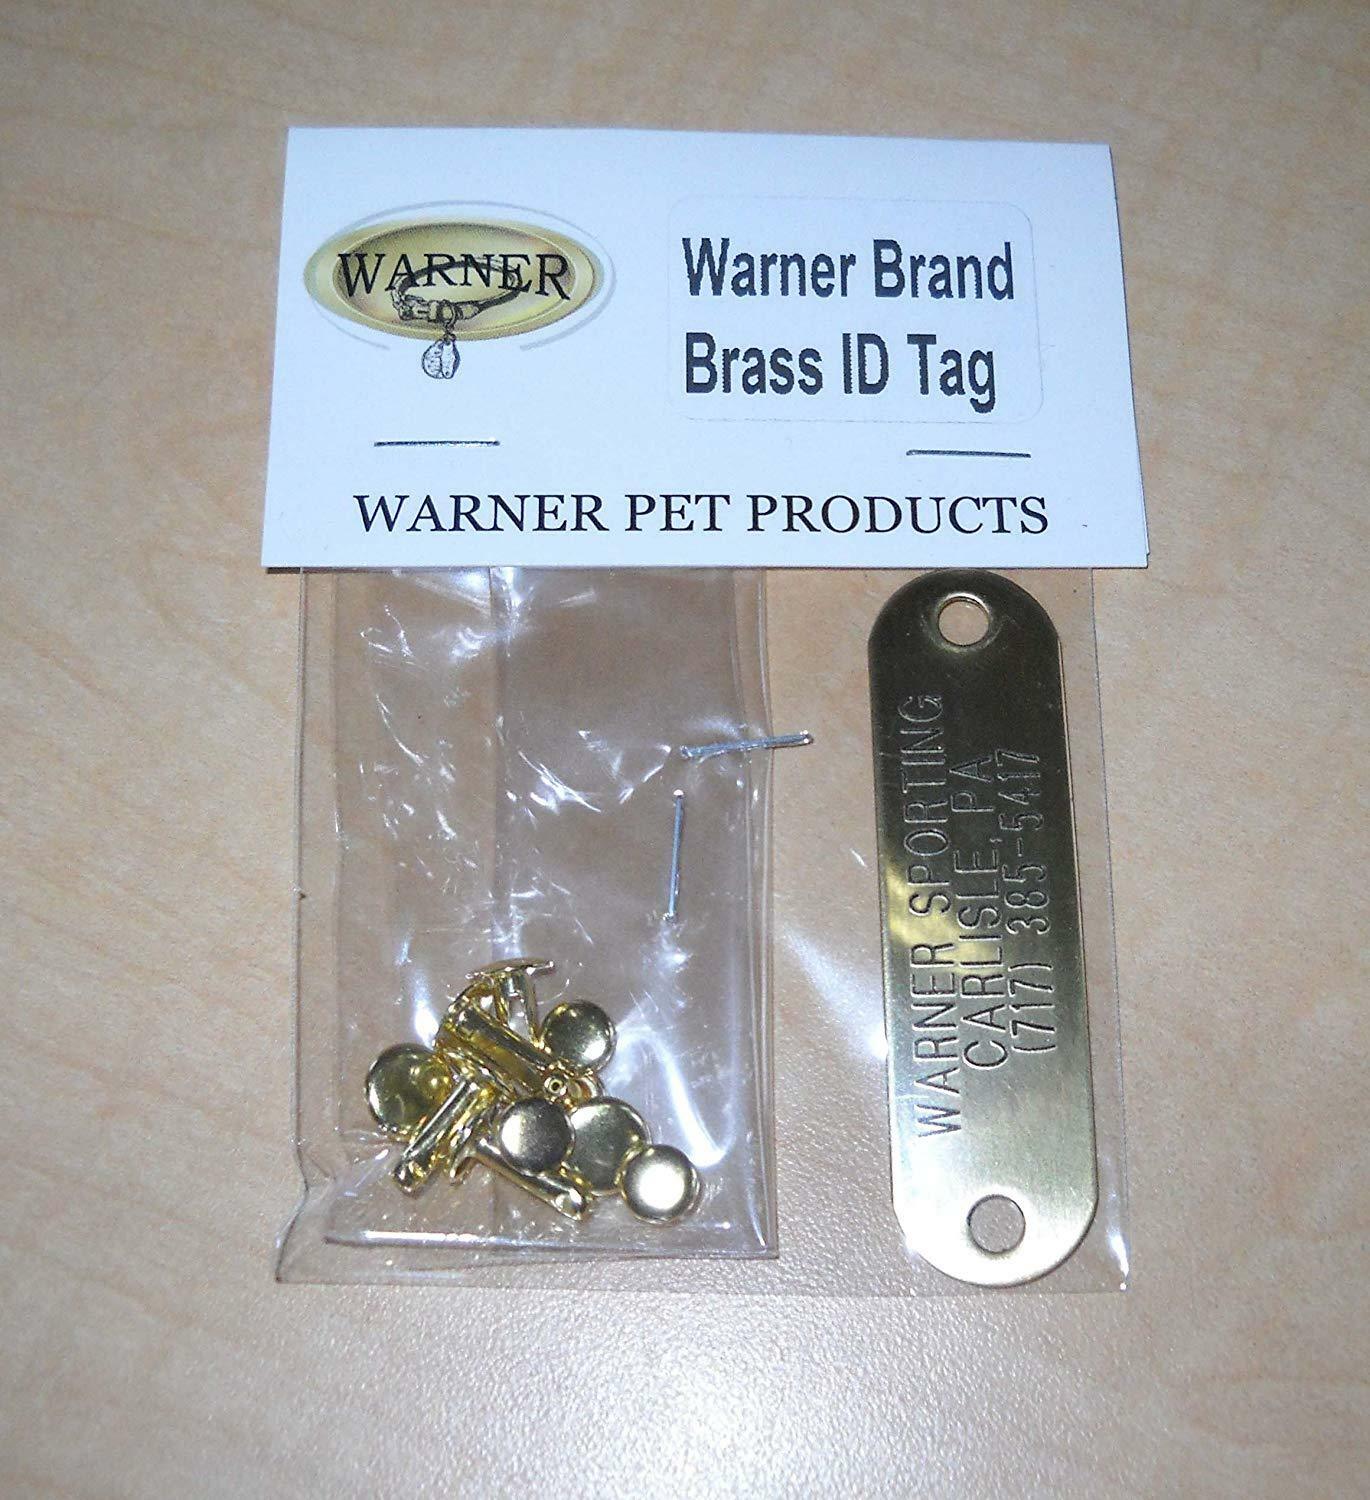 WARNER
Warner Brand
Brass ID Tag
WARNER PET PRODUCTS
WARNER SPORTING
CARLISLE, PA
(717) 385-5417